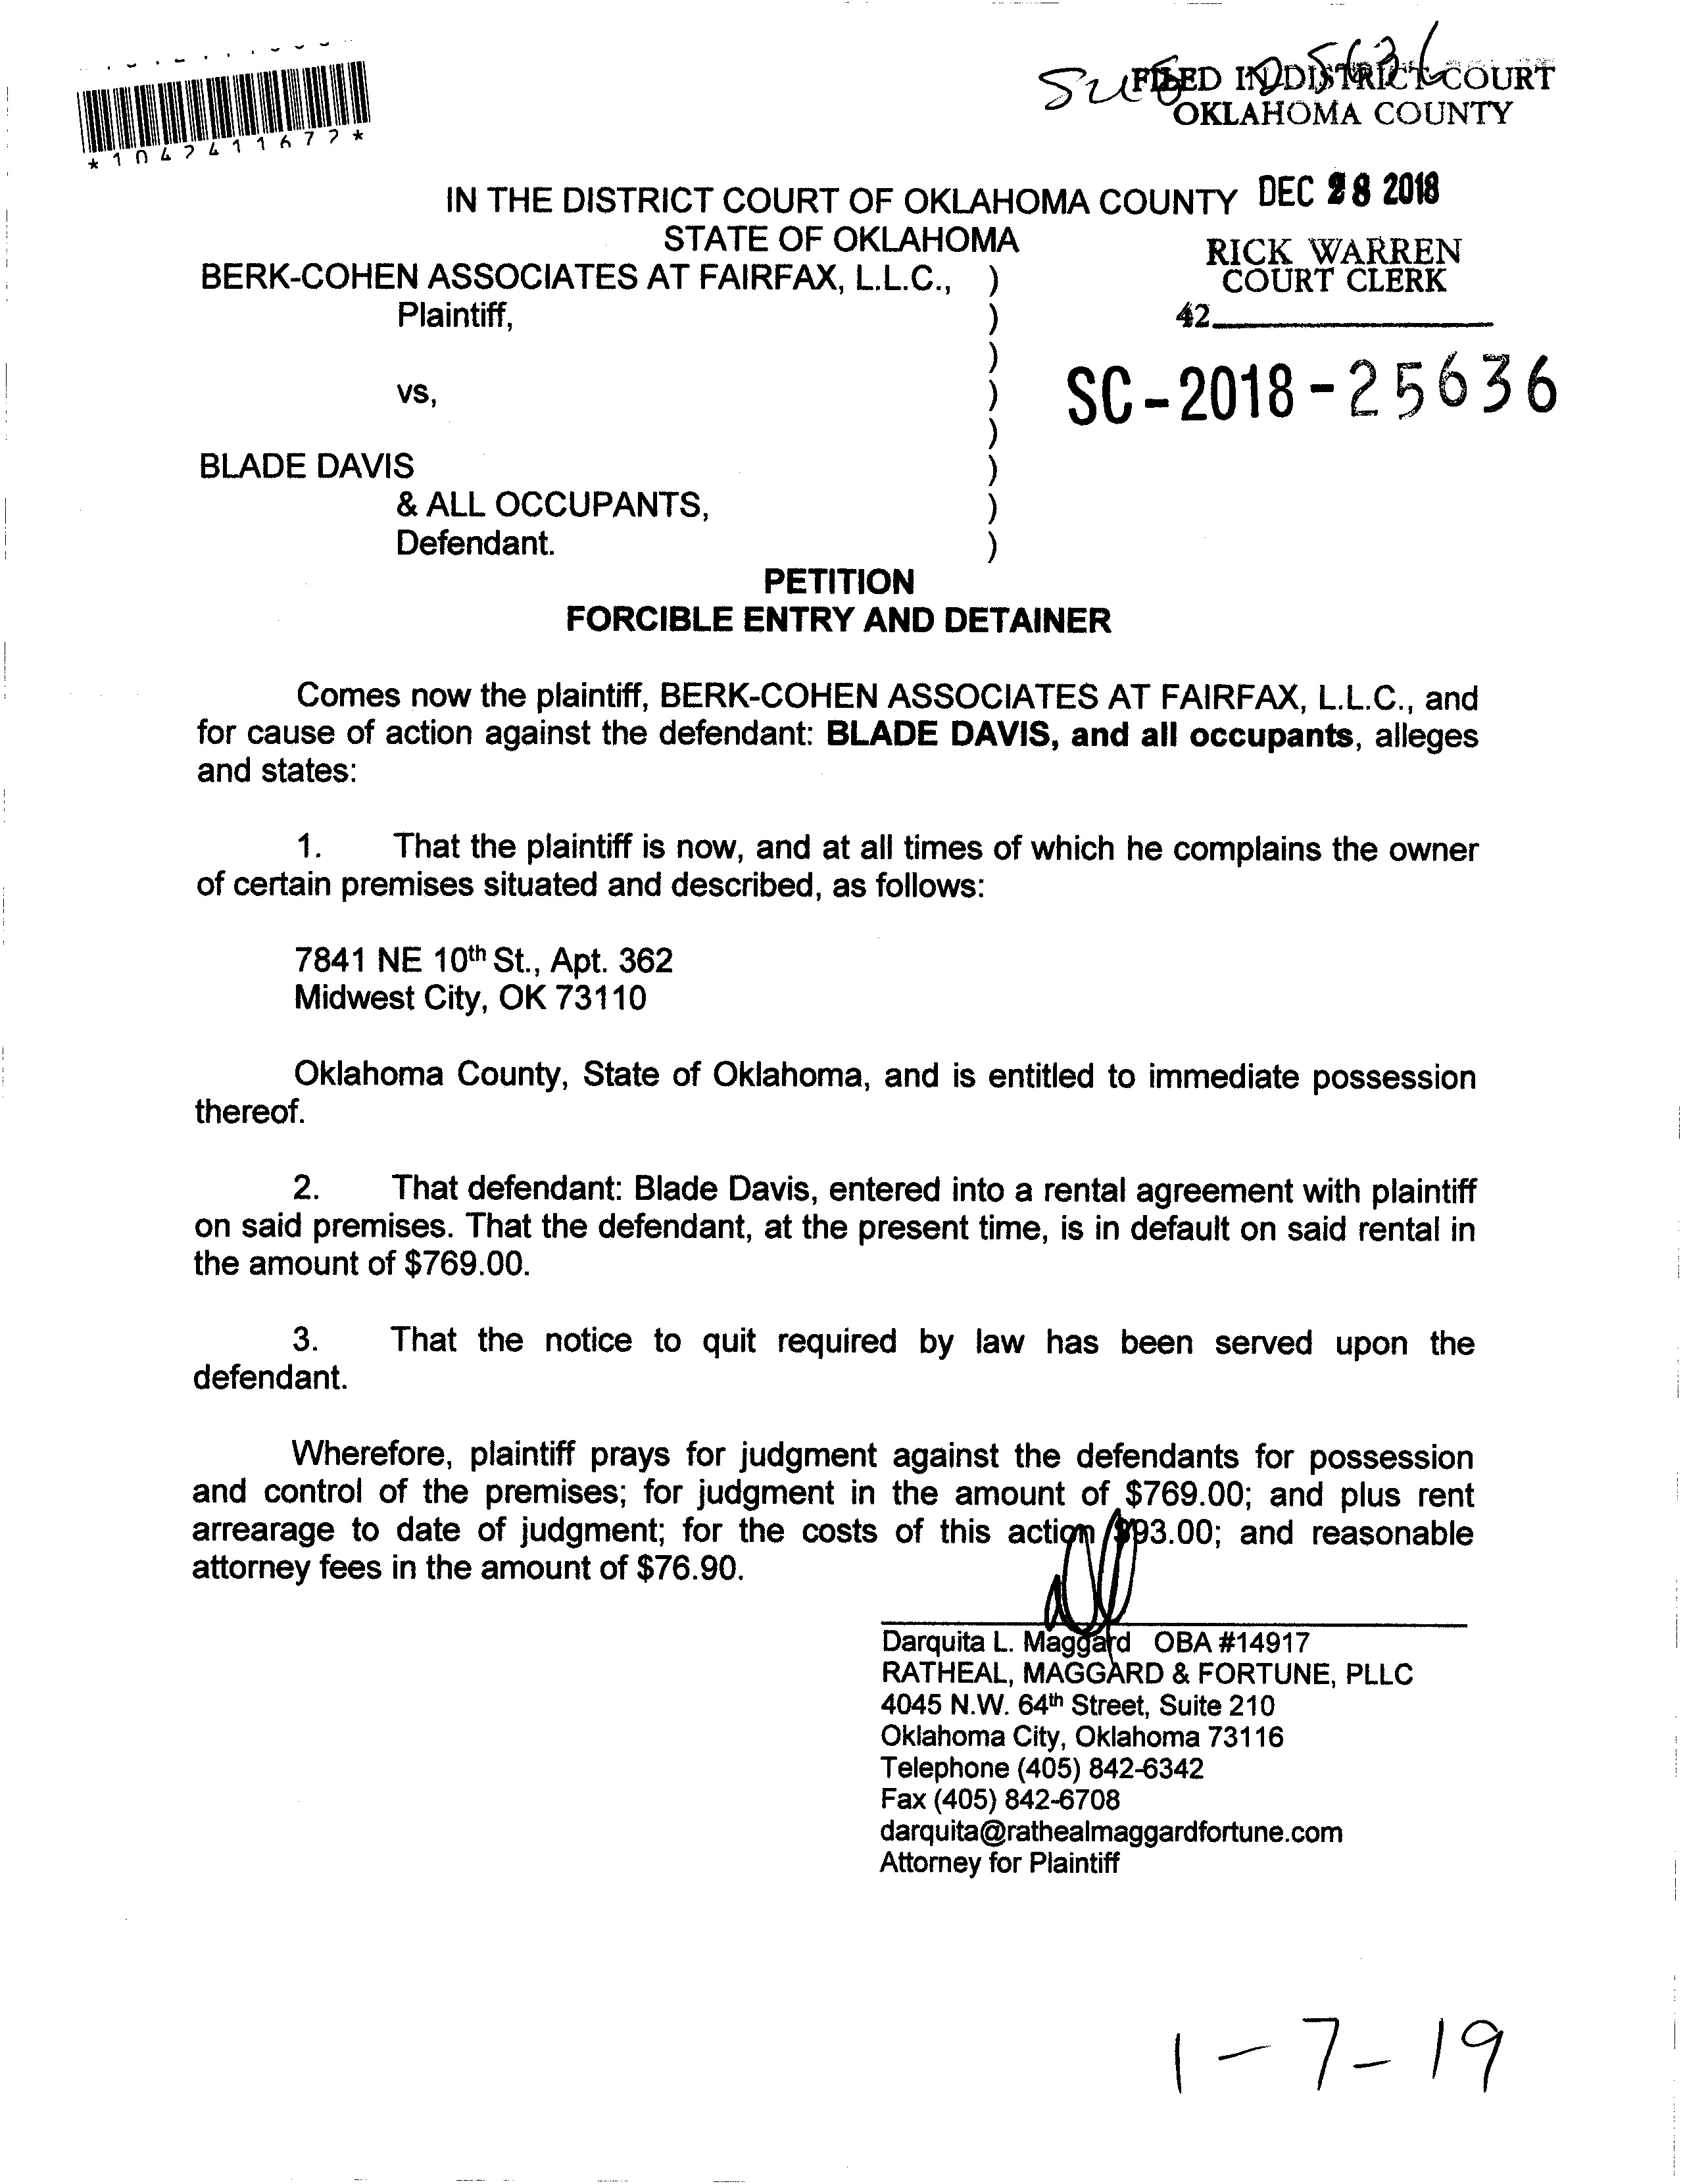 FILED IN DISTRICT COURT
OKLAHOMA COUNTY
*1042411677*
IN THE DISTRICT COURT OF OKLAHOMA COUNTY DEC 28 2018
STATE OF OKLAHOMA
RICK WARREN
COURT CLERK
BERK-COHEN ASSOCIATES AT FAIRFAX, L.L.C., )
Plaintiff, )
42
)
vs, )
SC-2018-25636
)
BLADE DAVIS )
& ALL OCCUPANTS, )
Defendant. )
PETITION
FORCIBLE ENTRY AND DETAINER
Comes now the plaintiff, BERK-COHEN ASSOCIATES AT FAIRFAX, L.L.C., and
for cause of action against the defendant: BLADE DAVIS, and all occupants, alleges
and states:
1. That the plaintiff is now, and at all times of which he complains the owner
of certain premises situated and described, as follows:
7841 NE 10th St., Apt. 362
Midwest City, OK 73110
Oklahoma County, State of Oklahoma, and is entitled to immediate possession
thereof.
2. That defendant: Blade Davis, entered into a rental agreement with plaintiff
on said premises. That the defendant, at the present time, is in default on said rental in
the amount of $769.00.
3. That the notice to quit required by law has been served upon the
defendant.
Wherefore, plaintiff prays for judgment against the defendants for possession
and control of the premises; for judgment in the amount of $769.00; and plus rent
arrearage to date of judgment; for the costs of this action $93.00; and reasonable
attorney fees in the amount of $76.90.
Darquita L. Maggard OBA #14917
RATHEAL, MAGGARD & FORTUNE, PLLC
4045 N.W. 64th Street, Suite 210
Oklahoma City, Oklahoma 73116
Telephone (405) 842-6342
Fax (405) 842-6708
darquita@rathealmaggardfortune.com
Attorney for Plaintiff
1-7-19